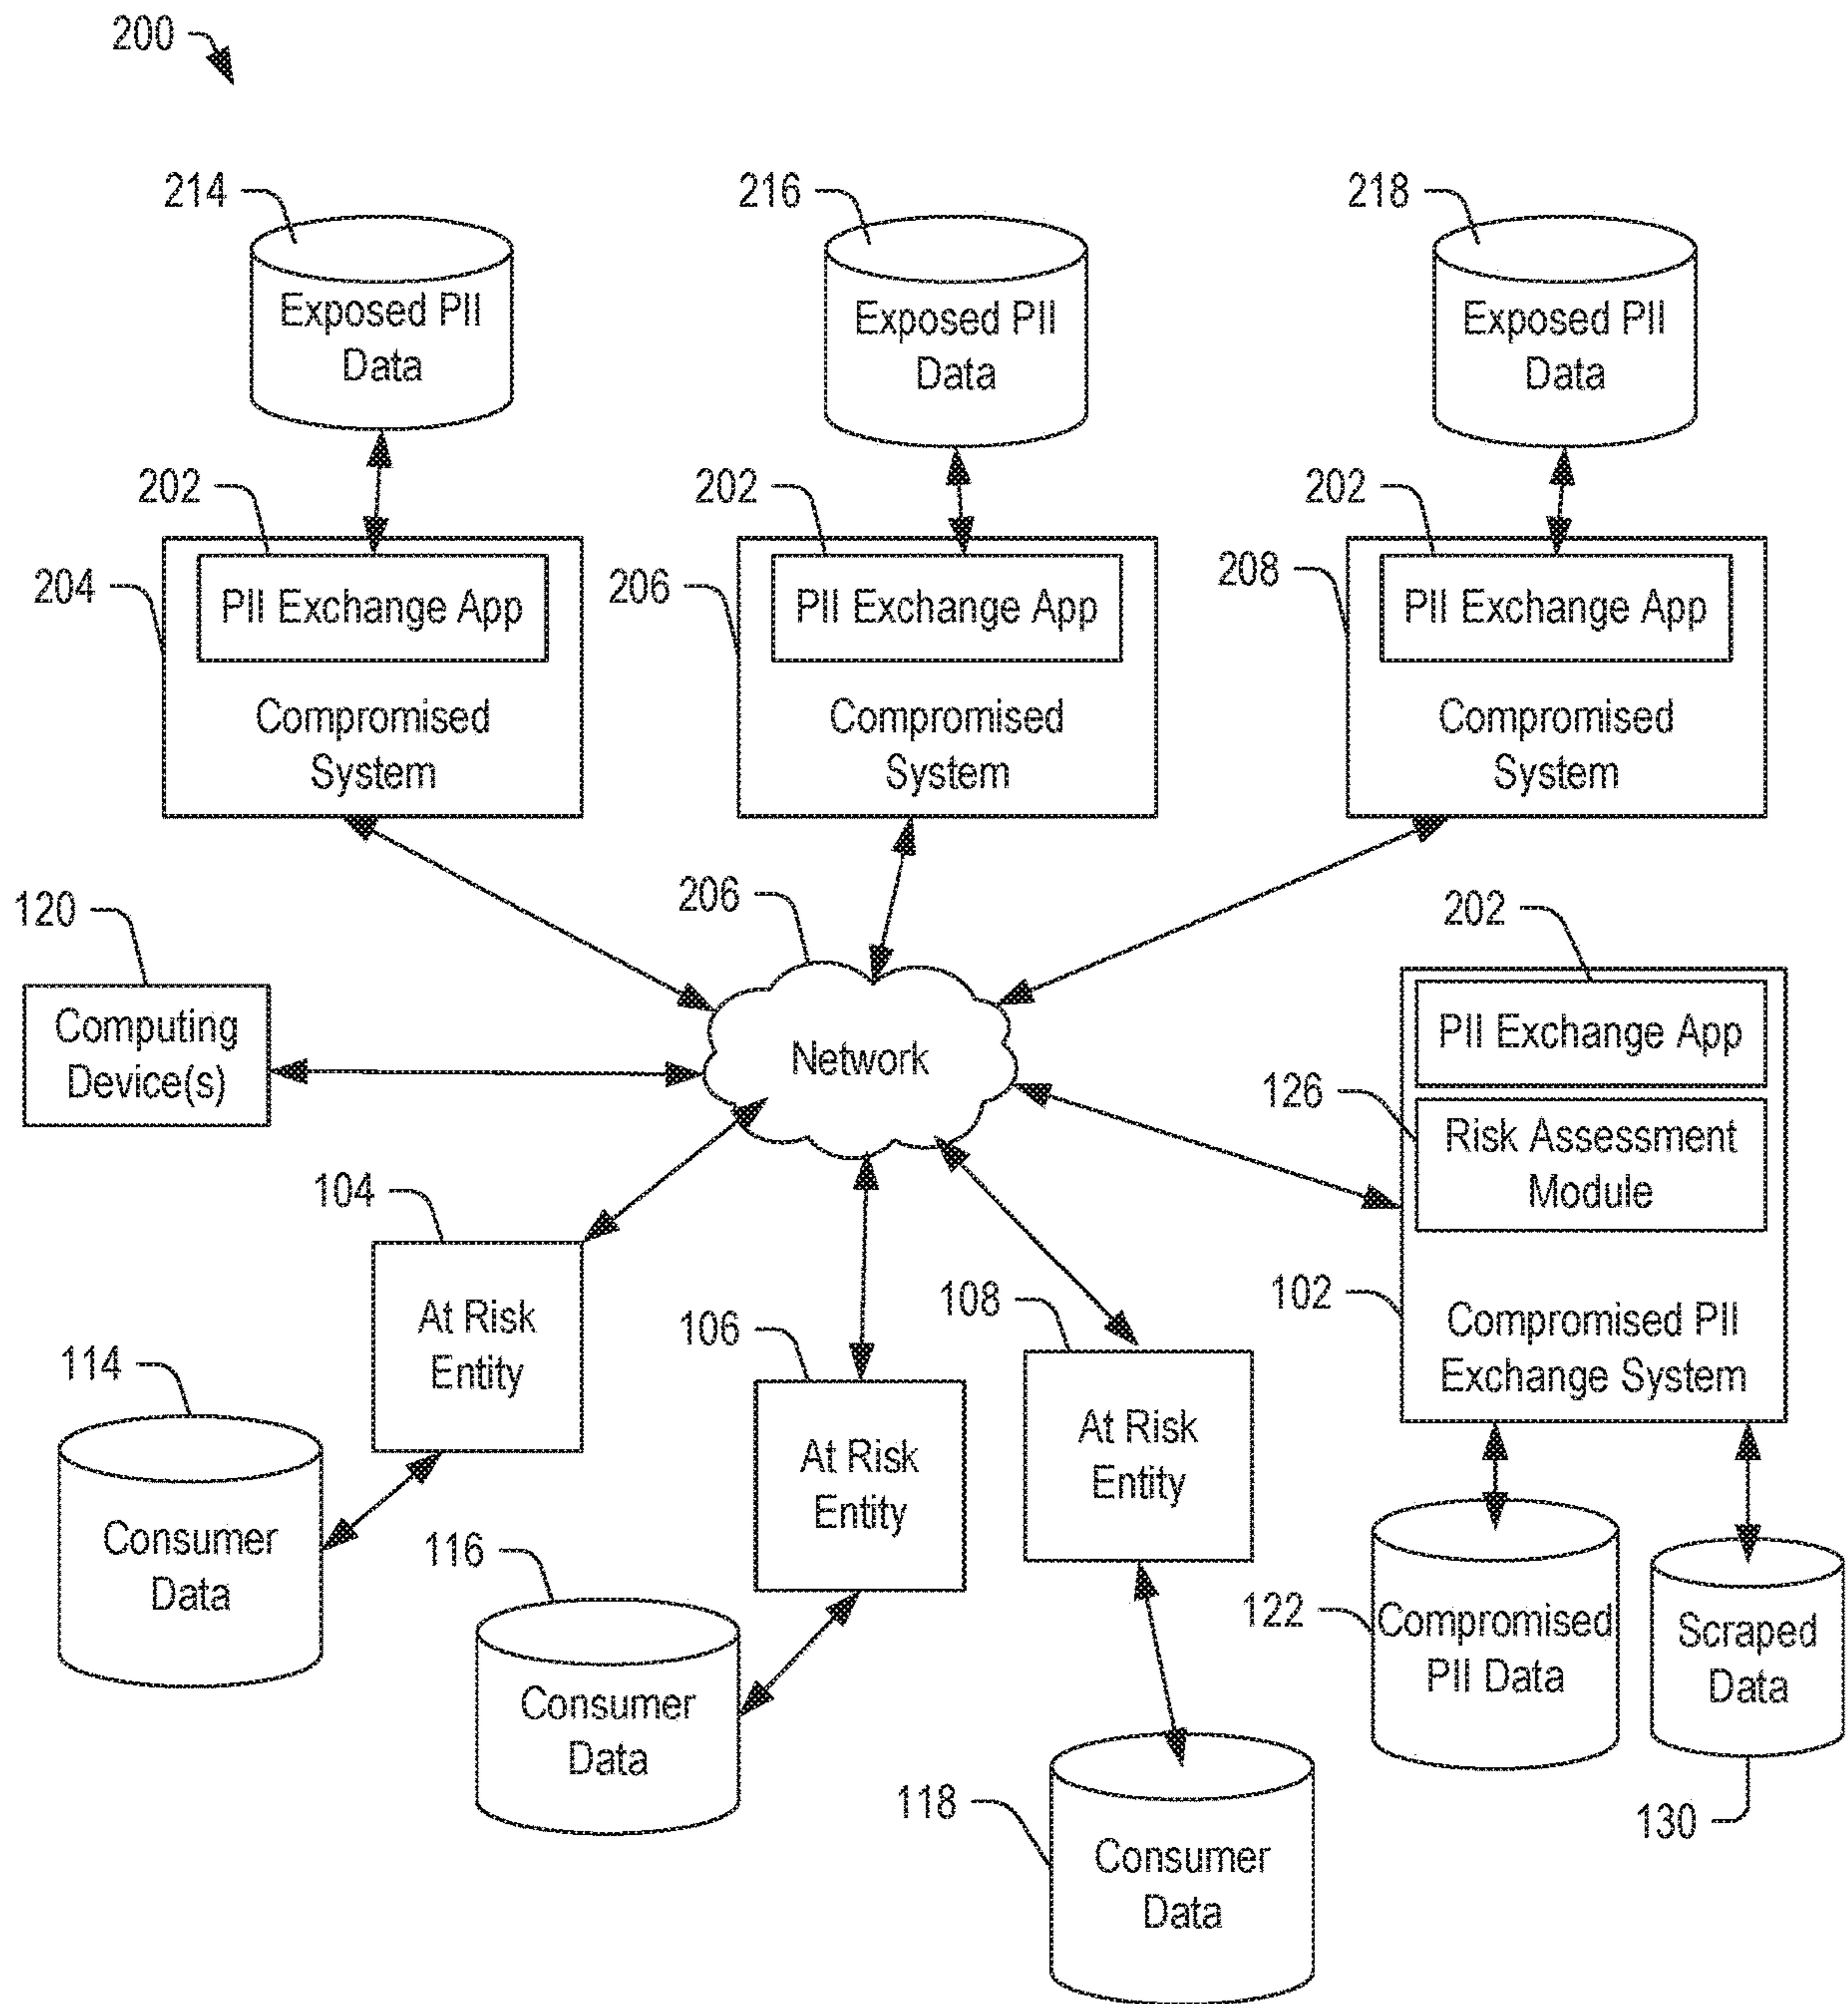 200
214
216
218
Exposed PII
Data
Exposed PII
Data
Exposed PII
Data
202
202
202
204
PII Exchange App
206
PII Exchange App
208
PII Exchange App
Compromised
System
Compromised
System
Compromised
System
120
206
202
Computing
Device(s)
Network
PII Exchange App
126
Risk Assessment
Module
104
At Risk
Entity
106
At Risk
Entity
108
At Risk
Entity
102
Compromised PII
Exchange System
114
Consumer
Data
116
Consumer
Data
118
Consumer
Data
122
Compromised
PII Data
Scraped
Data
130